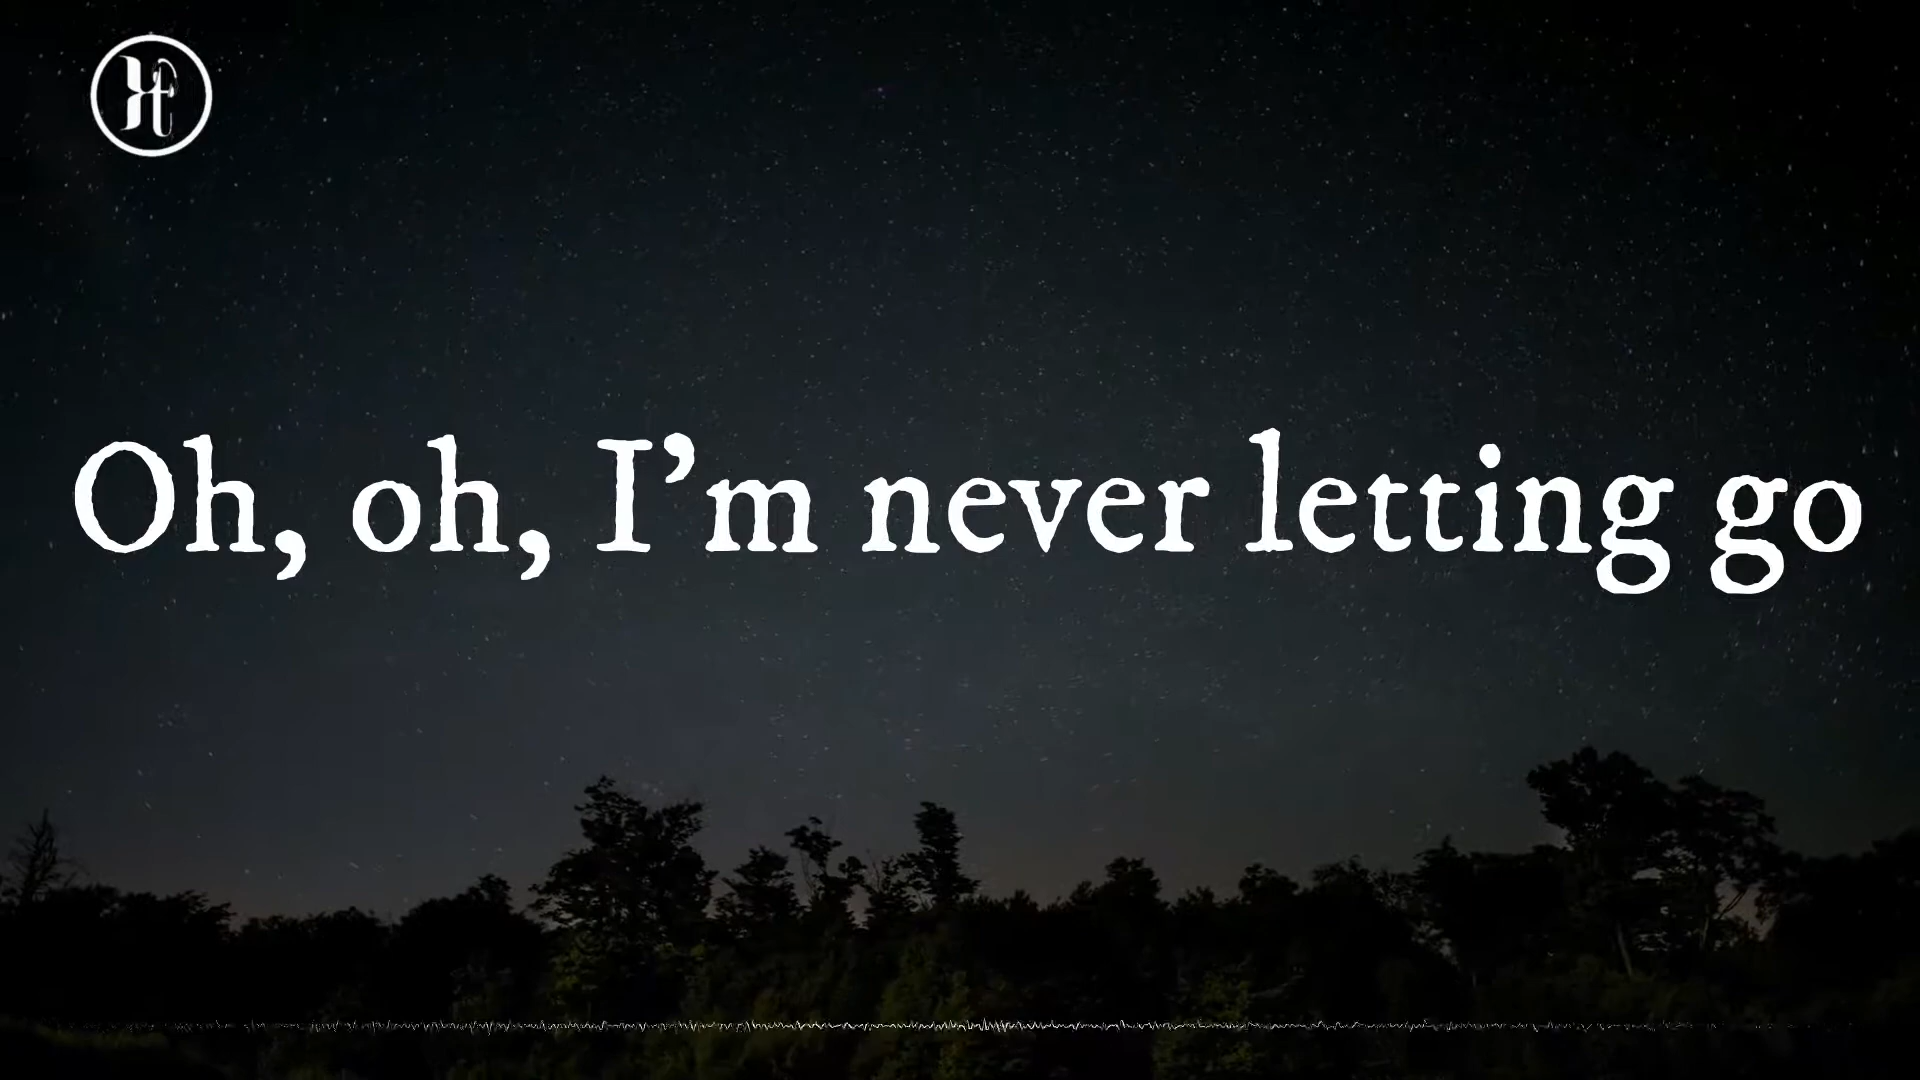 Oh, oh, I’m never letting go